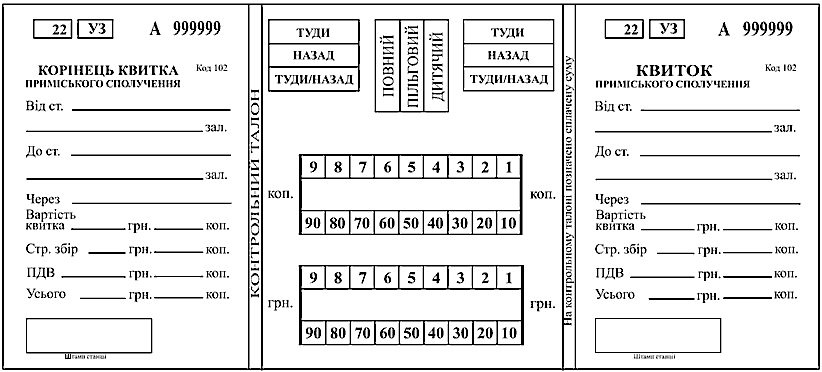 22 УЗ А 999999
КОРІНЕЦЬ КВИТКА Код 102
ПРИМІСЬКОГО СПОЛУЧЕННЯ
Від ст.
зал.
До ст.
зал.
Через
Вартість
квитка грн. коп.
Стр. збір грн. коп.
ПДВ грн. коп.
Усього грн. коп.
Штамп станції
КОНТРОЛЬНИЙ ТАЛОН
ТУДИ
НАЗАД
ТУДИ/НАЗАД
ПОВНИЙ
ПІЛЬГОВИЙ
ДИТЯЧИЙ
ТУДИ
НАЗАД
ТУДИ/НАЗАД
9 8 7 6 5 4 3 2 1
коп. коп.
90 80 70 60 50 40 30 20 10
9 8 7 6 5 4 3 2 1
грн. грн.
90 80 70 60 50 40 30 20 10
На контрольному талоні позначено сплачену суму
22 УЗ А 999999
КВИТОК Код 102
ПРИМІСЬКОГО СПОЛУЧЕННЯ
Від ст.
зал.
До ст.
зал.
Через
Вартість
квитка грн. коп.
Стр. збір грн. коп.
ПДВ грн. коп.
Усього грн. коп.
Штамп станції